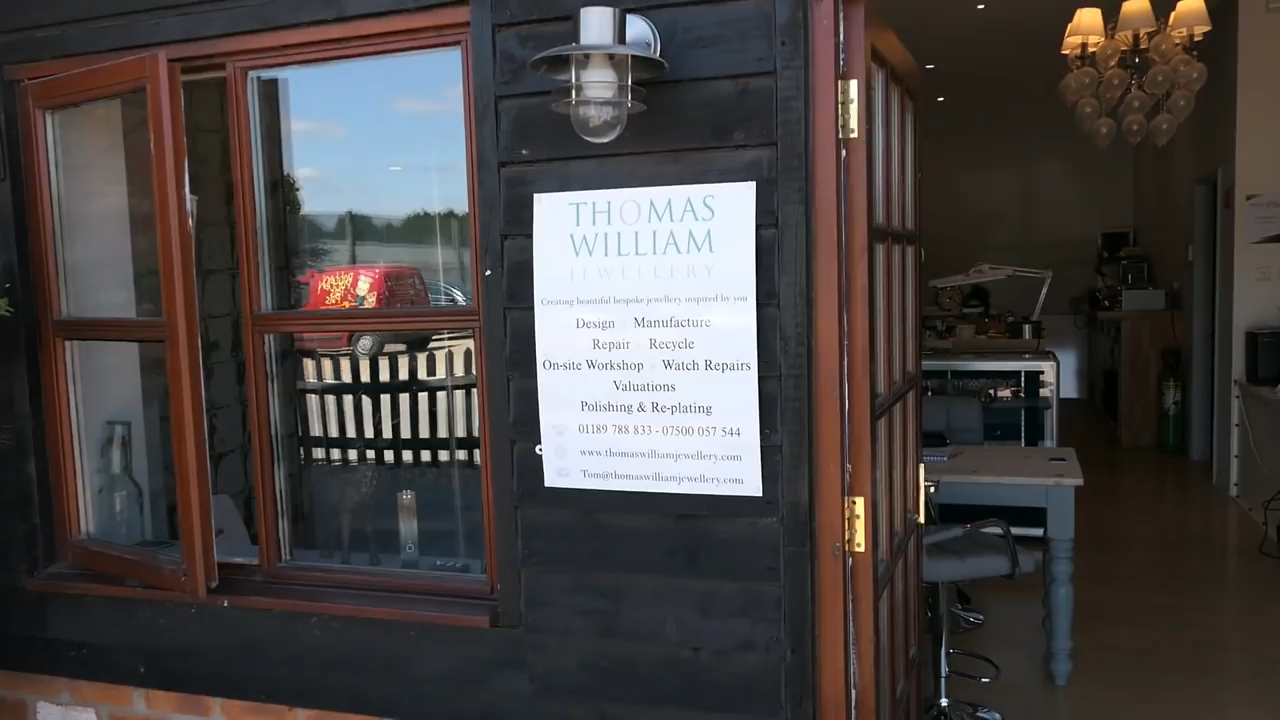 THOMAS
WILLIAM
JEWELLERY
Creating beautiful bespoke jewellery inspired by you
Design Manufacture
Repair Recycle
On-site Workshop Watch Repairs
Valuations
Polishing & Re-plating
01189 788 833 - 07500 057 544
www.thomaswilliamjewellery.com
Tom@thomaswilliamjewellery.com